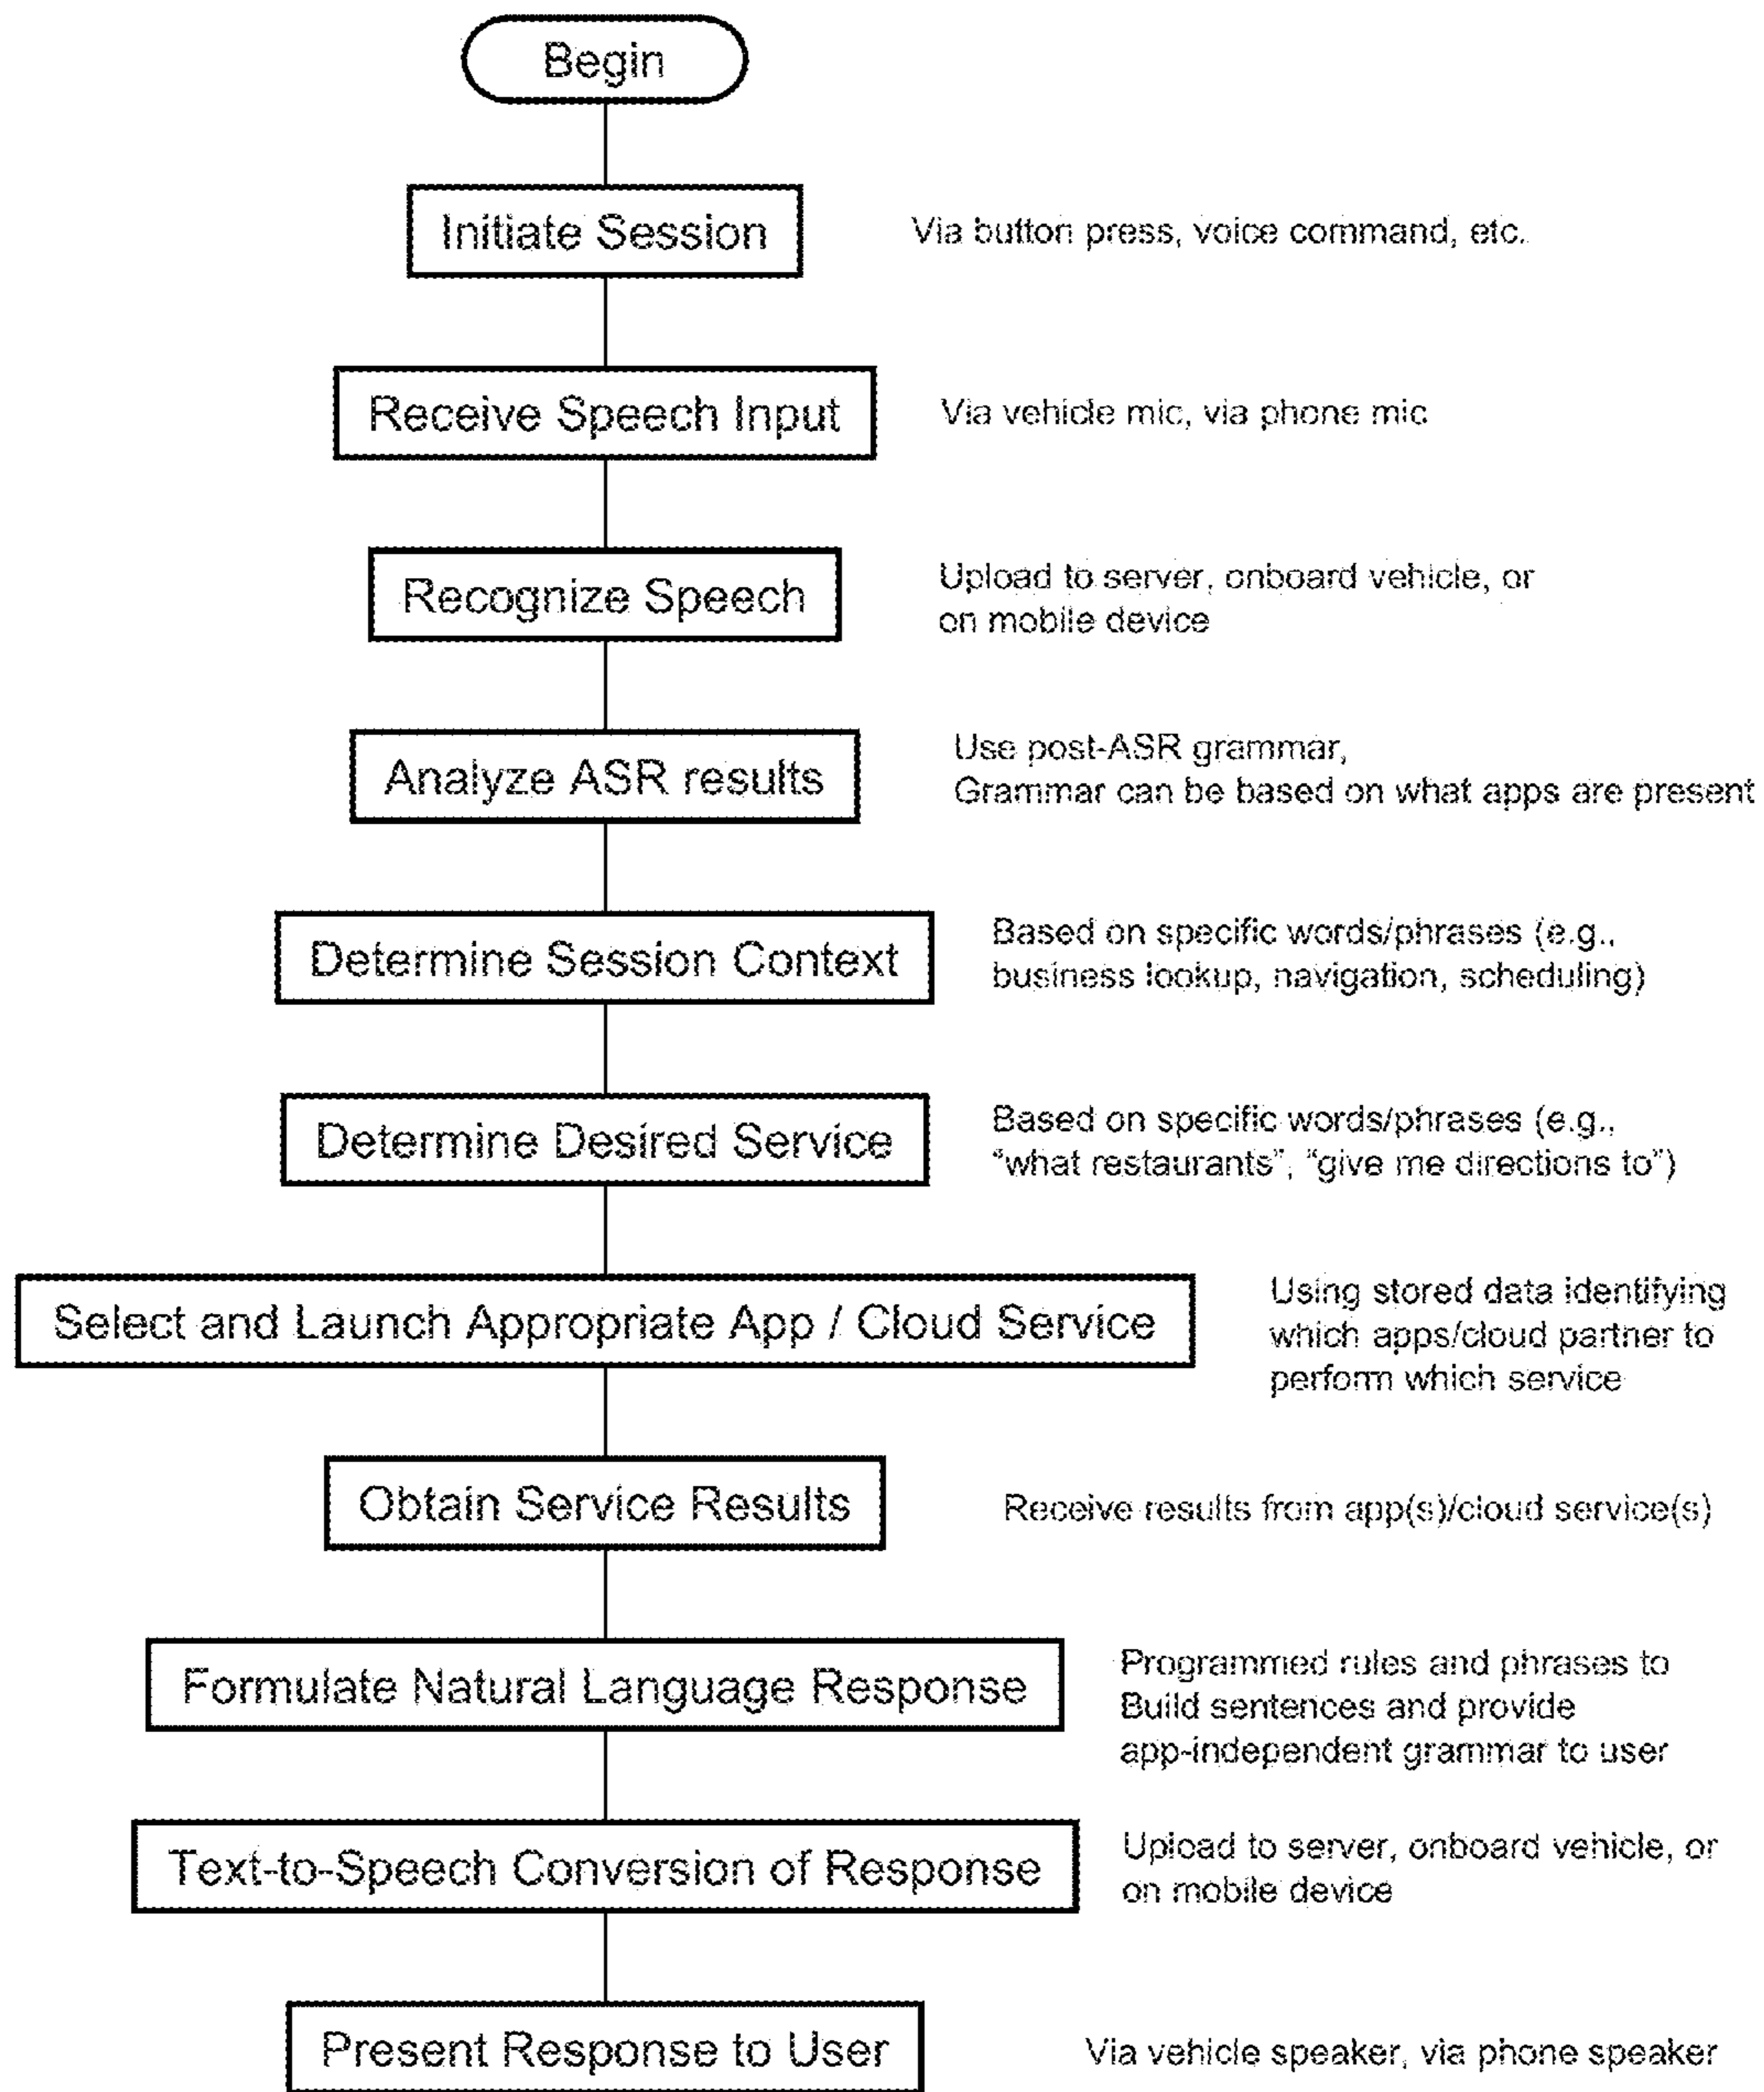 Begin
Initiate Session
Via button press, voice command, etc.
Receive Speech Input
Via vehicle mic, via phone mic
Recognize Speech
Upload to server, onboard vehicle, or
on mobile device
Analyze ASR results
Use post-ASR grammar,
Grammar can be based on what apps are present
Determine Session Context
Based on specific words/phrases (e.g.,
business lookup, navigation, scheduling)
Determine Desired Service
Based on specific words/phrases (e.g.,
“what restaurants”, “give me directions to”)
Select and Launch Appropriate App / Cloud Service
Using stored data identifying
which apps/cloud partner to
perform which service
Obtain Service Results
Receive results from app(s)/cloud service(s)
Formulate Natural Language Response
Programmed rules and phrases to
Build sentences and provide
app-independent grammar to user
Text-to-Speech Conversion of Response
Upload to server, onboard vehicle, or
on mobile device
Present Response to User
Via vehicle speaker, via phone speaker